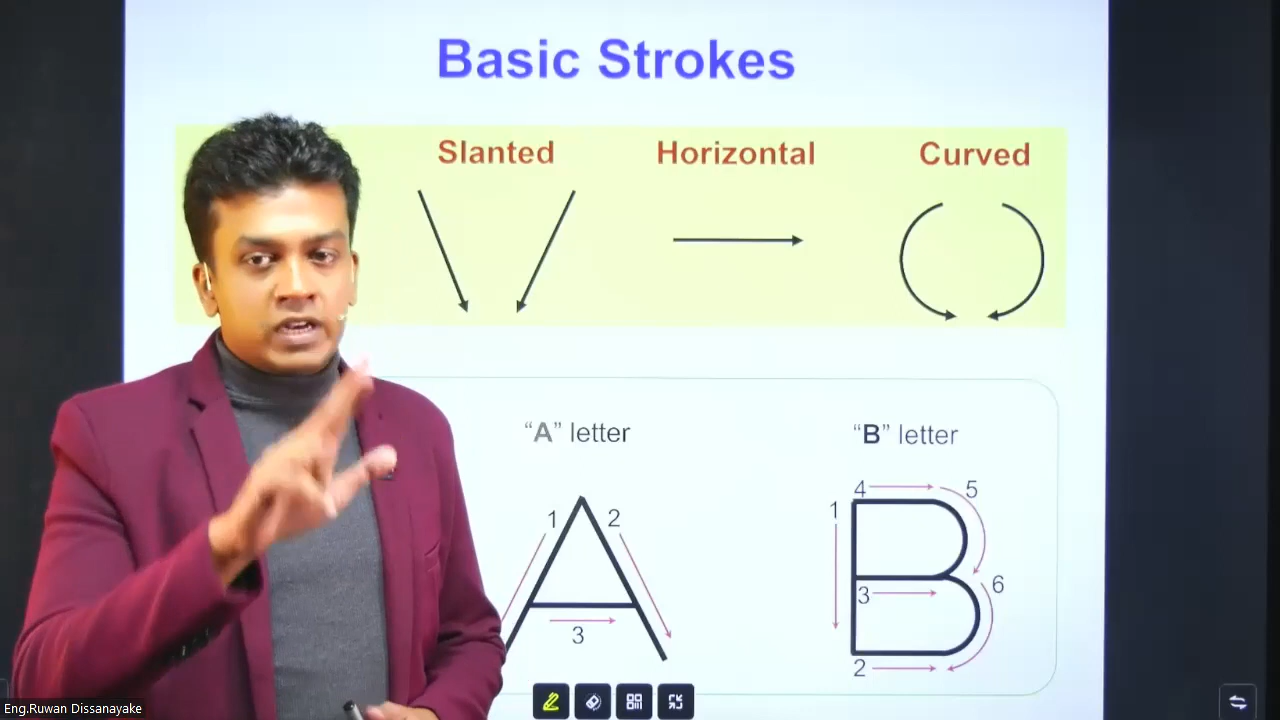 Basic Strokes
Slanted Horizontal Curved
“A” letter “B” letter
1 2 3
1 4 5 3 6 2
Eng.Ruwan Dissanayake